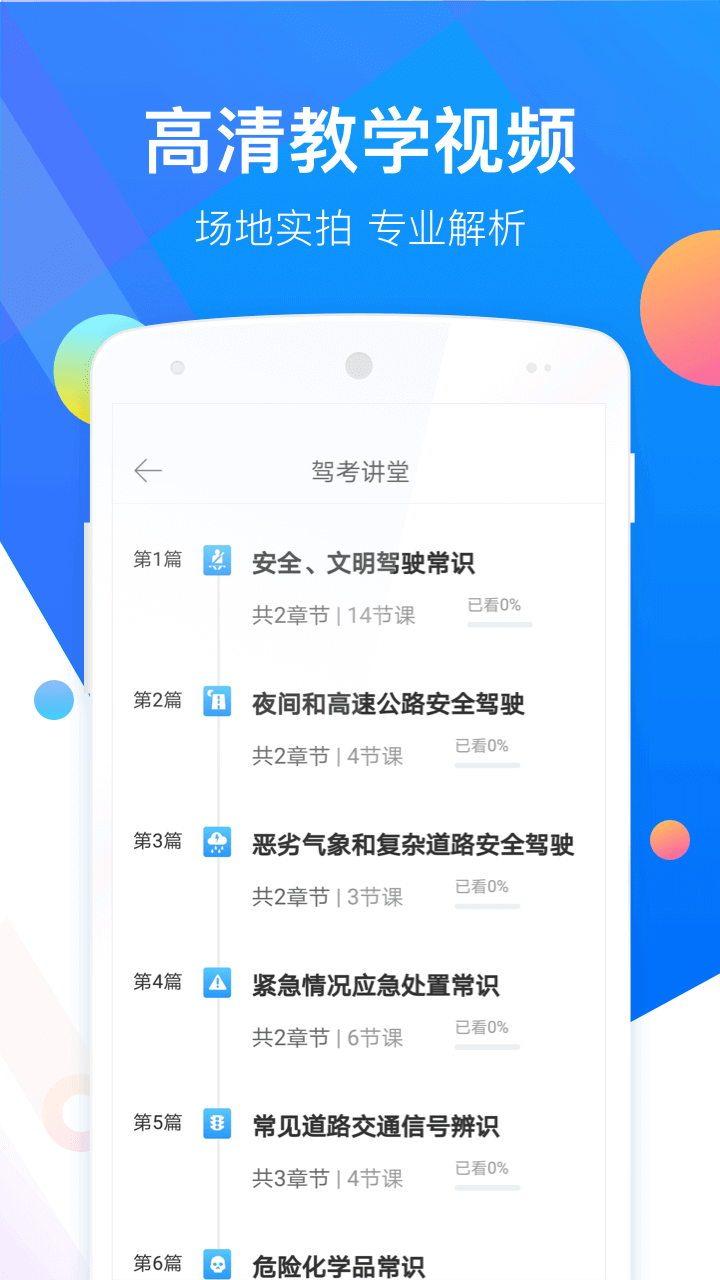 高清教学视频
场地实拍 专业解析
驾考讲堂
第1篇 安全、文明驾驶常识
共2章节 | 14节课 已看0%
第2篇 夜间和高速公路安全驾驶
共2章节 | 4节课 已看0%
第3篇 恶劣气象和复杂道路安全驾驶
共2章节 | 3节课 已看0%
第4篇 紧急情况应急处置常识
共2章节 | 6节课 已看0%
第5篇 常见道路交通信号辨识
共3章节 | 4节课 已看0%
第6篇 危险化学品常识